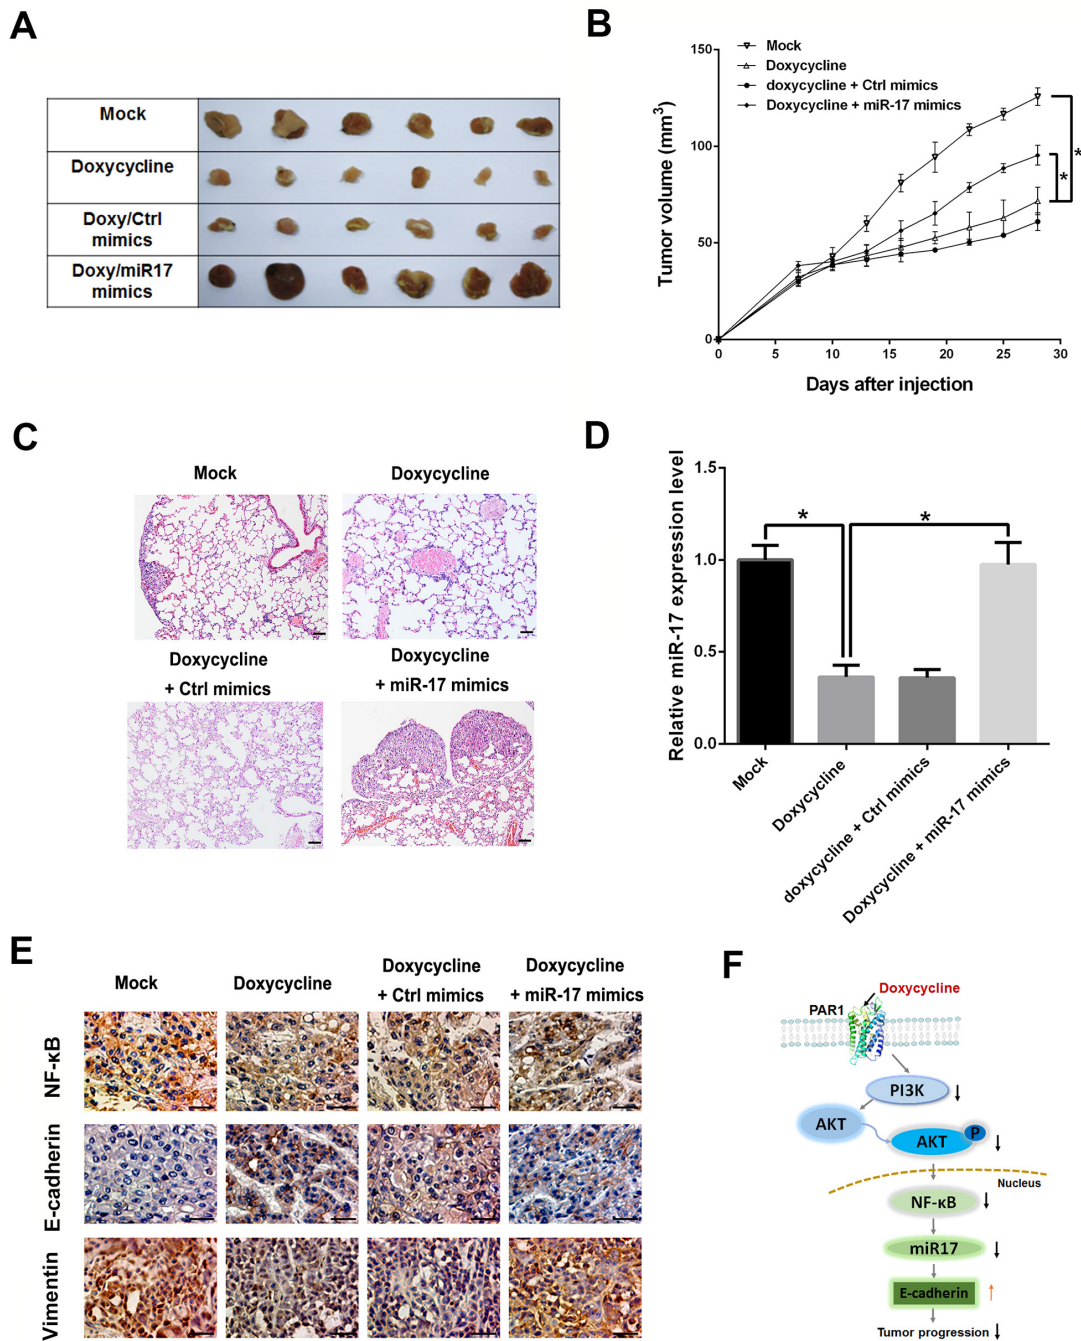 A
Mock
Doxycycline
Doxy/Ctrl
mimics
Doxy/miR17
mimics
B
Mock
Doxycycline
doxycycline + Ctrl mimics
Doxycycline + miR-17 mimics
Tumor volume (mm3)
150
100
50
0
0
5
10
15
20
25
30
*
*
Days after injection
C
Mock
Doxycycline
Doxycycline
+ Ctrl mimics
Doxycycline
+ miR-17 mimics
D
Relative miR-17 expression level
1.5
1.0
0.5
0.0
*
*
Mock
Doxycycline
doxycycline + Ctrl mimics
Doxycycline + miR-17 mimics
E
Mock
Doxycycline
Doxycycline
+ Ctrl mimics
Doxycycline
+ miR-17 mimics
NF-κB
E-cadherin
Vimentin
F
Doxycycline
PAR1
PI3K
AKT
AKT
P
Nucleus
NF-κB
miR17
E-cadherin
Tumor progression